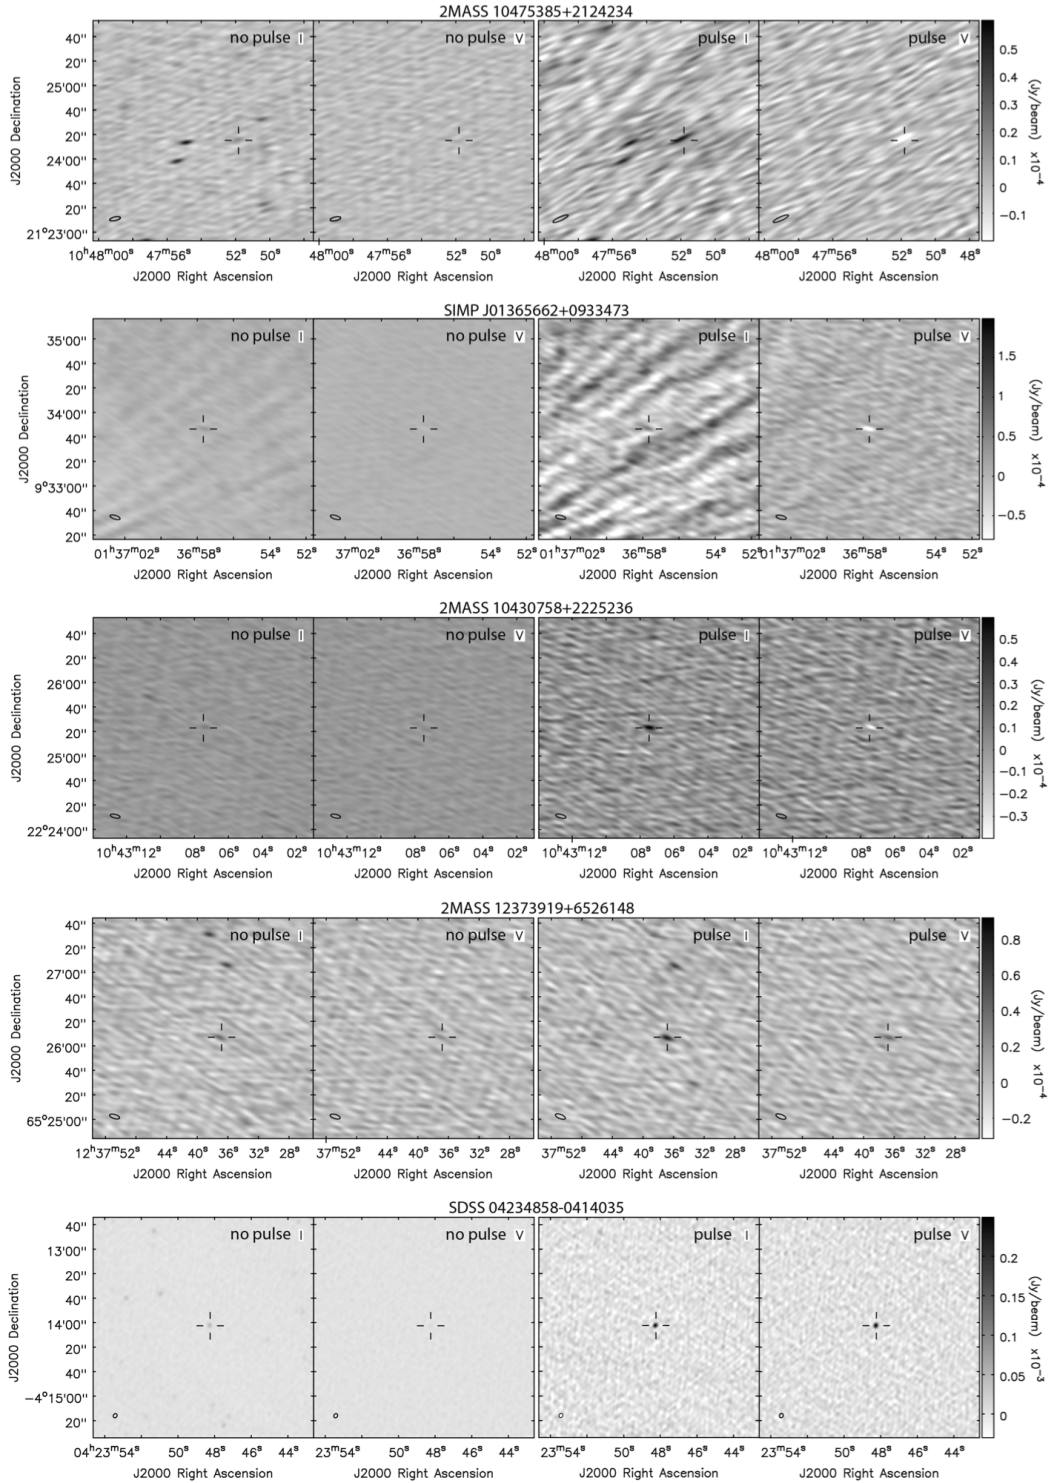 2MASS 10475385+2124234
no pulse I
no pulse V
pulse I
pulse V
40"
20"
25'00"
40"
20"
24'00"
40"
20"
21°23'00"
J2000 Declination
10ʰ48ᵐ00ˢ 47ᵐ56ˢ 52ˢ 50ˢ
48ᵐ00ˢ 47ᵐ56ˢ 52ˢ 50ˢ
48ᵐ00ˢ 47ᵐ56ˢ 52ˢ 50ˢ
48ᵐ00ˢ 47ᵐ56ˢ 52ˢ 50ˢ 48ˢ
J2000 Right Ascension
J2000 Right Ascension
J2000 Right Ascension
J2000 Right Ascension
0.5
0.4
0.3
0.2
0.1
0
−0.1
(Jy/beam) x10⁻⁴
SIMP J01365662+0933473
no pulse I
no pulse V
pulse I
pulse V
35'00"
40"
20"
34'00"
40"
20"
9°33'00"
40"
20"
J2000 Declination
01ʰ37ᵐ02ˢ 36ᵐ58ˢ 54ˢ 52ˢ
37ᵐ02ˢ 36ᵐ58ˢ 54ˢ 52ˢ
01ʰ37ᵐ02ˢ 36ᵐ58ˢ 54ˢ 52ˢ
01ʰ37ᵐ02ˢ 36ᵐ58ˢ 54ˢ 52ˢ
J2000 Right Ascension
J2000 Right Ascension
J2000 Right Ascension
J2000 Right Ascension
1.5
1
0.5
0
−0.5
(Jy/beam) x10⁻⁴
2MASS 10430758+2225236
no pulse I
no pulse V
pulse I
pulse V
40"
20"
26'00"
40"
20"
25'00"
40"
20"
22°24'00"
J2000 Declination
10ʰ43ᵐ12ˢ 08ˢ 06ˢ 04ˢ 02ˢ
10ʰ43ᵐ12ˢ 08ˢ 06ˢ 04ˢ 02ˢ
10ʰ43ᵐ12ˢ 08ˢ 06ˢ 04ˢ 02ˢ
10ʰ43ᵐ12ˢ 08ˢ 06ˢ 04ˢ 02ˢ
J2000 Right Ascension
J2000 Right Ascension
J2000 Right Ascension
J2000 Right Ascension
0.5
0.4
0.3
0.2
0.1
0
−0.1
−0.2
−0.3
(Jy/beam) x10⁻⁴
2MASS 12373919+6526148
no pulse I
no pulse V
pulse I
pulse V
40"
20"
27'00"
40"
20"
26'00"
40"
20"
65°25'00"
J2000 Declination
12ʰ37ᵐ52ˢ 44ˢ 40ˢ 36ˢ 32ˢ 28ˢ
37ᵐ52ˢ 44ˢ 40ˢ 36ˢ 32ˢ 28ˢ
37ᵐ52ˢ 44ˢ 40ˢ 36ˢ 32ˢ 28ˢ
37ᵐ52ˢ 44ˢ 40ˢ 36ˢ 32ˢ 28ˢ
J2000 Right Ascension
J2000 Right Ascension
J2000 Right Ascension
J2000 Right Ascension
0.8
0.6
0.4
0.2
0
−0.2
(Jy/beam) x10⁻⁴
SDSS 04234858-0414035
no pulse I
no pulse V
pulse I
pulse V
40"
13'00"
20"
40"
14'00"
20"
40"
−4°15'00"
20"
J2000 Declination
04ʰ23ᵐ54ˢ 50ˢ 48ˢ 46ˢ 44ˢ
23ᵐ54ˢ 50ˢ 48ˢ 46ˢ 44ˢ
23ᵐ54ˢ 50ˢ 48ˢ 46ˢ 44ˢ
23ᵐ54ˢ 50ˢ 48ˢ 46ˢ 44ˢ
J2000 Right Ascension
J2000 Right Ascension
J2000 Right Ascension
J2000 Right Ascension
0.2
0.15
0.1
0.05
0
(Jy/beam) x10⁻³